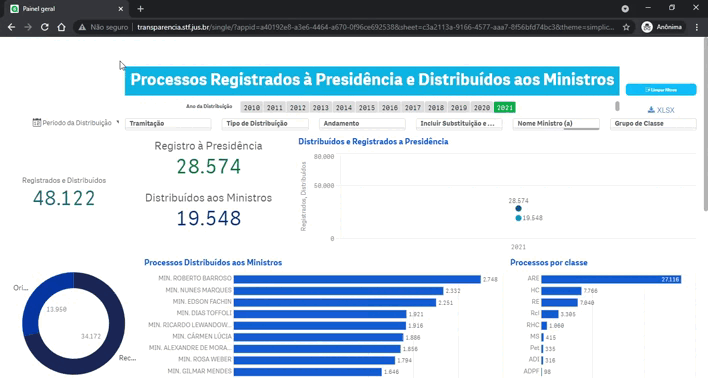 Painel geral
Não seguro | transparencia.stf.jus.br/single/?appid=a40192e8-a3e6-4464-a670-0f96ce692538&sheet=c3a2113a-9166-4577-aaa7-8f56bfd74bc3&theme=simplic...
Anônima
Processos Registrados à Presidência e Distribuídos aos Ministros
Limpar filtros
Ano da Distribuição
2010 2011 2012 2013 2014 2015 2016 2017 2018 2019 2020 2021
XLSX
Período da Distribuição
Tramitação
Tipo de Distribuição
Andamento
Incluir Substituição e ...
Nome Ministro (a)
Grupo de Classe
Registro à Presidência
28.574
Registrados e Distribuídos
48.122
Distribuídos aos Ministros
19.548
Distribuídos e Registrados a Presidência
Registrados, Distribuídos
80.000
50.000
0
28.574
19.548
2021
Ori...
13.950
34.172
Rec...
Processos Distribuídos aos Ministros
MIN. ROBERTO BARROSO 2.748
MIN. NUNES MARQUES 2.332
MIN. EDSON FACHIN 2.251
MIN. DIAS TOFFOLI 1.921
MIN. RICARDO LEWANDOW... 1.916
MIN. CÁRMEN LÚCIA 1.886
MIN. ALEXANDRE DE MORA... 1.856
MIN. ROSA WEBER 1.794
MIN. GILMAR MENDES 1.646
Processos por classe
ARE 27.116
HC 7.766
RE 7.040
Rcl 3.305
RHC 1.060
MS 415
Pet 335
ADI 316
ADPF 98